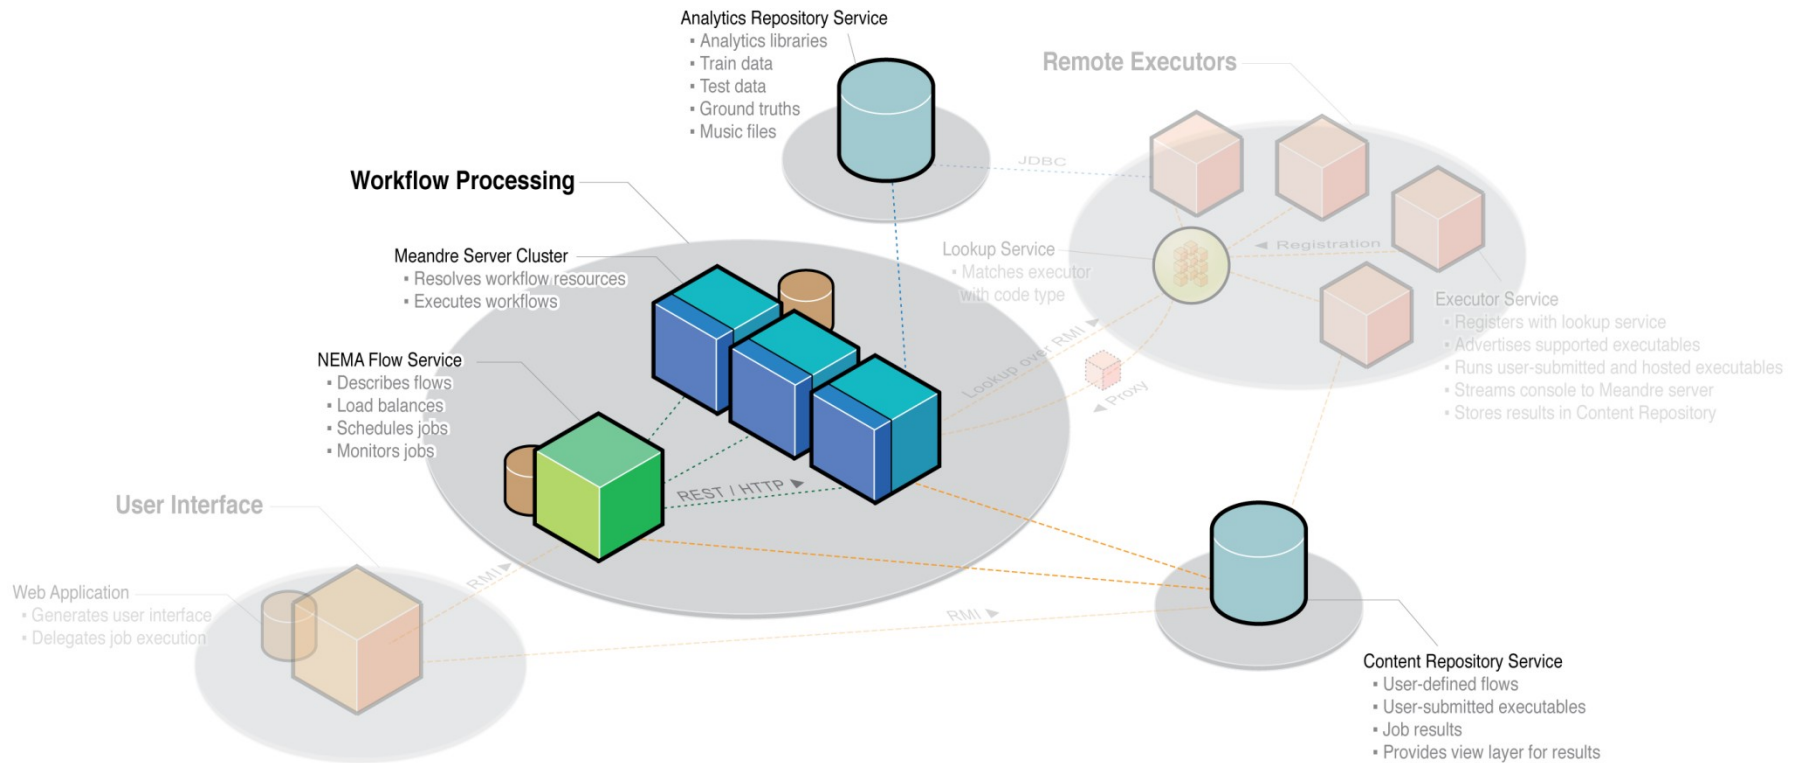 Analytics Repository Service
▪ Analytics libraries
▪ Train data
▪ Test data
▪ Ground truths
▪ Music files
Remote Executors
JDBC
Workflow Processing
Meandre Server Cluster
▪ Resolves workflow resources
▪ Executes workflows
Lookup Service
▪ Matches executor
with code type
◄ Registration
Executor Service
▪ Registers with lookup service
▪ Advertises supported executables
▪ Runs user-submitted and hosted executables
▪ Streams console to Meandre server
▪ Stores results in Content Repository
NEMA Flow Service
▪ Describes flows
▪ Load balances
▪ Schedules jobs
▪ Monitors jobs
Lookup over RMI ►
◄ Proxy
REST / HTTP ►
User Interface
RMI ►
Web Application
▪ Generates user interface
▪ Delegates job execution
RMI ►
Content Repository Service
▪ User-defined flows
▪ User-submitted executables
▪ Job results
▪ Provides view layer for results